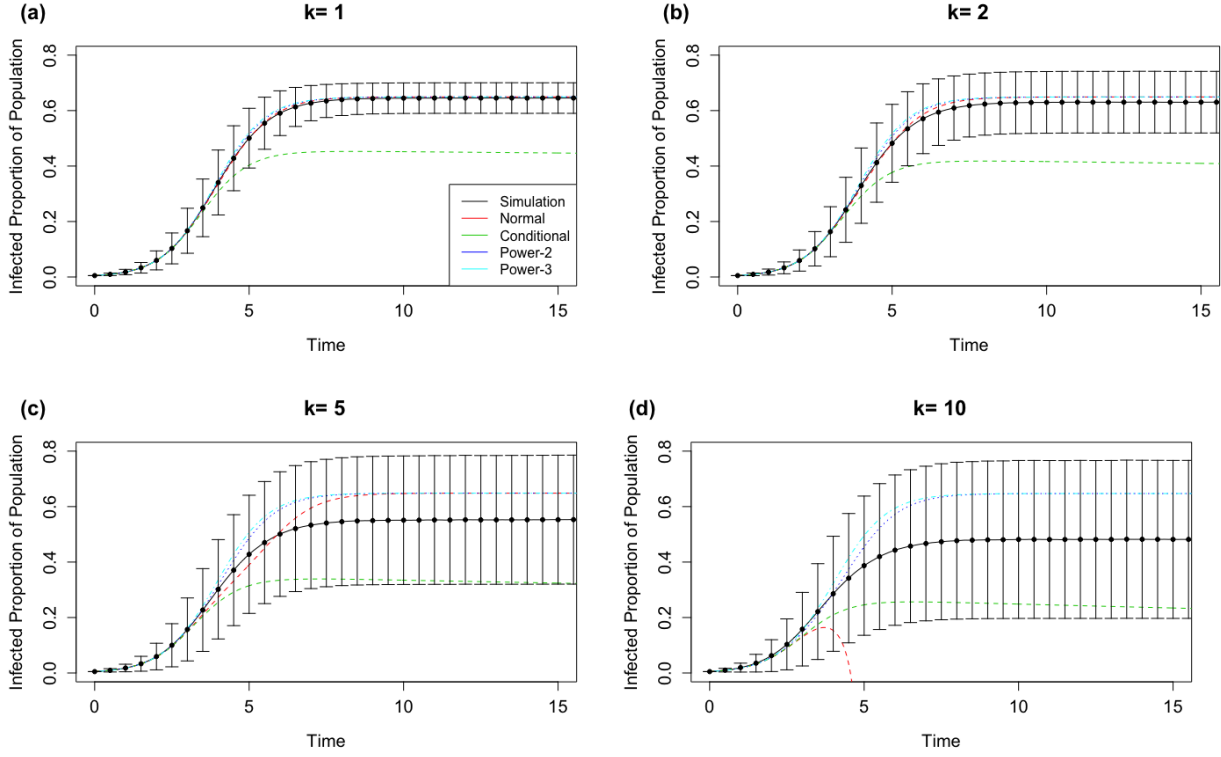 (a) k= 1
Infected Proportion of Population
0.8
0.6
0.4
0.2
0.0
Simulation
Normal
Conditional
Power-2
Power-3
0 5 10 15
Time
(b) k= 2
Infected Proportion of Population
0.8
0.6
0.4
0.2
0.0
0 5 10 15
Time
(c) k= 5
Infected Proportion of Population
0.8
0.6
0.4
0.2
0.0
0 5 10 15
Time
(d) k= 10
Infected Proportion of Population
0.8
0.6
0.4
0.2
0.0
0 5 10 15
Time